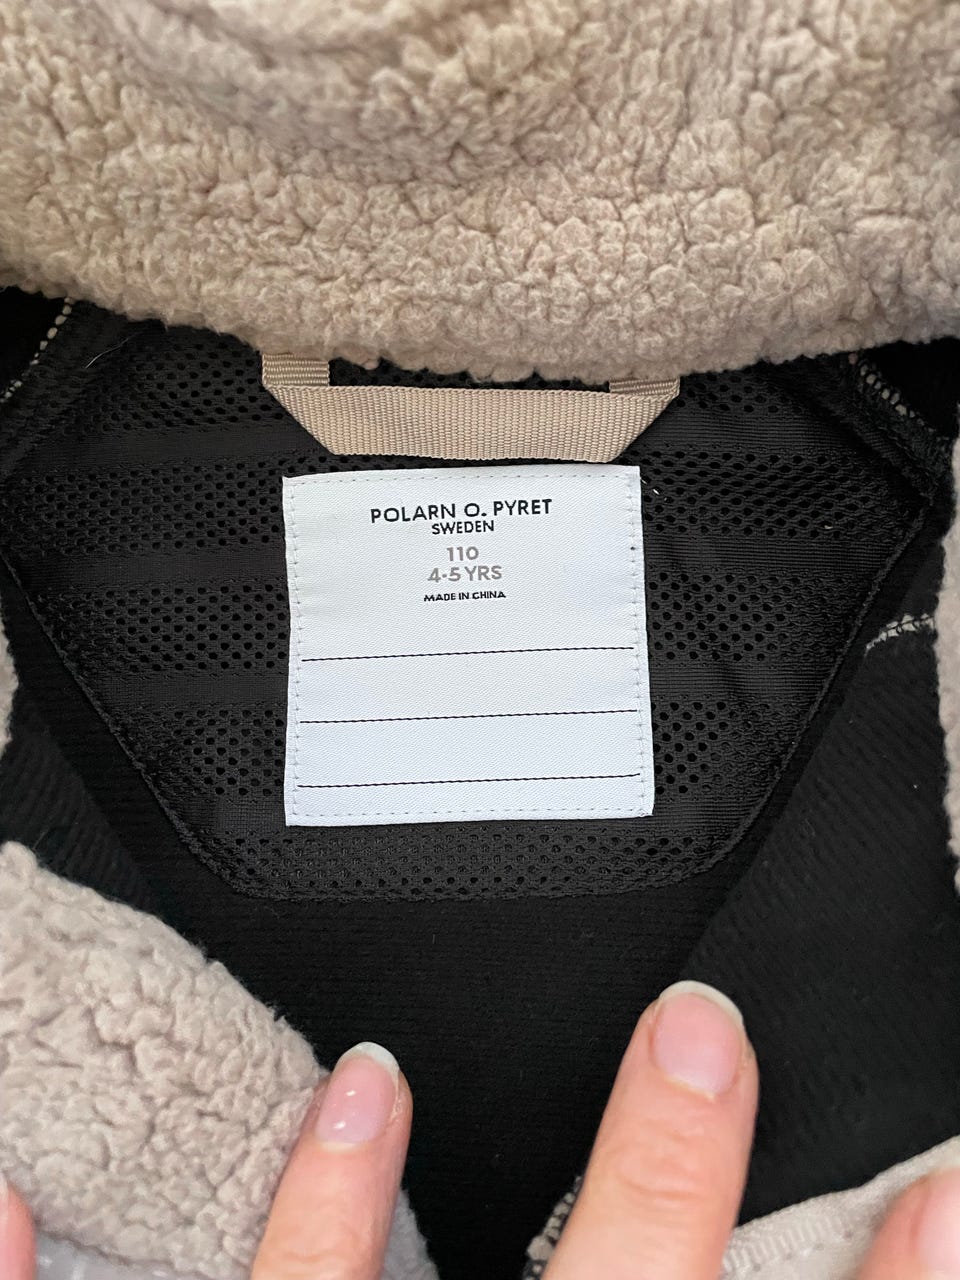 POLARN O. PYRET
SWEDEN
110
4-5 YRS
MADE IN CHINA